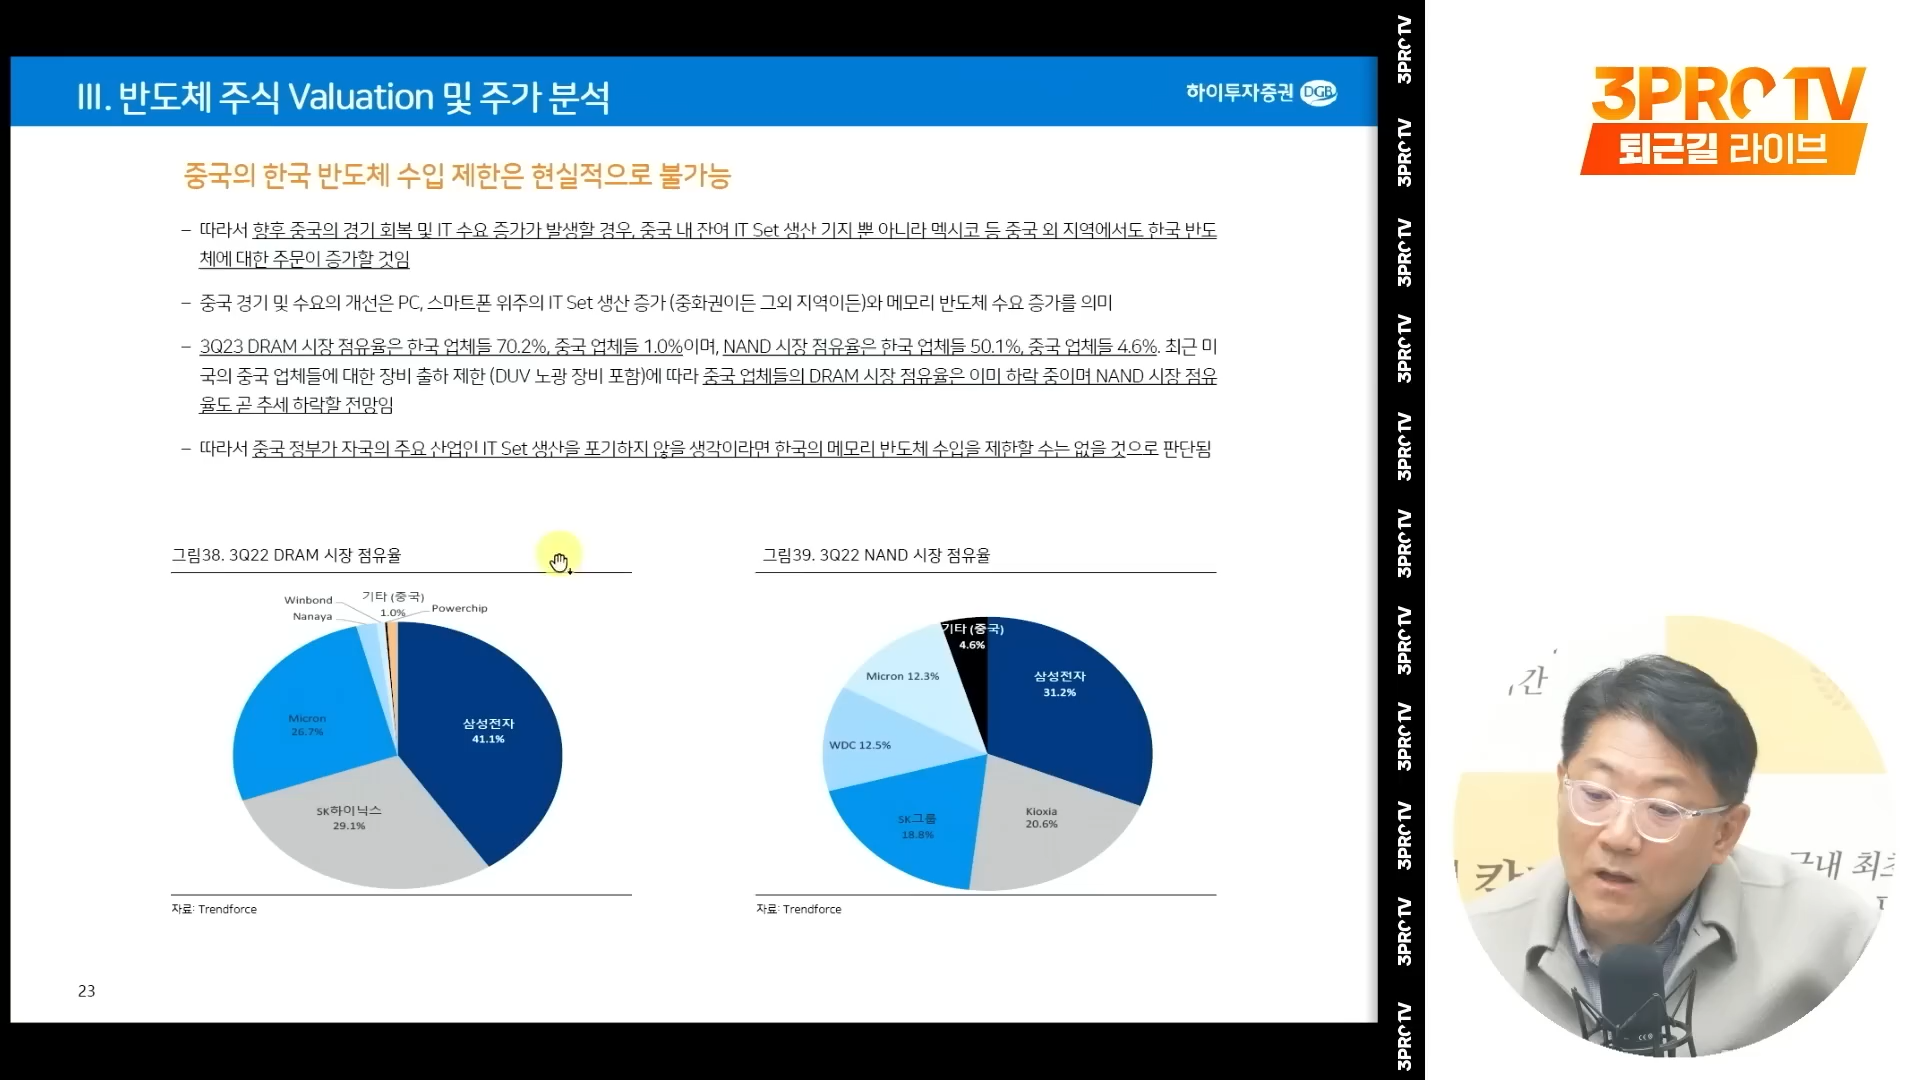 III. 반도체 주식 Valuation 및 주가 분석
하이투자증권 DGB
중국의 한국 반도체 수입 제한은 현실적으로 불가능
– 따라서 향후 중국의 경기 회복 및 IT 수요 증가가 발생할 경우, 중국 내 잔여 IT Set 생산 기지 뿐 아니라 멕시코 등 중국 외 지역에서도 한국 반도
체에 대한 주문이 증가할 것임
– 중국 경기 및 수요의 개선은 PC, 스마트폰 위주의 IT Set 생산 증가 (중화권이든 그외 지역이든)와 메모리 반도체 수요 증가를 의미
– 3Q23 DRAM 시장 점유율은 한국 업체들 70.2%, 중국 업체들 1.0%이며, NAND 시장 점유율은 한국 업체들 50.1%, 중국 업체들 4.6%. 최근 미
국의 중국 업체들에 대한 장비 출하 제한 (DUV 노광 장비 포함)에 따라 중국 업체들의 DRAM 시장 점유율은 이미 하락 중이며 NAND 시장 점유
율도 곧 추세 하락할 전망임
– 따라서 중국 정부가 자국의 주요 산업인 IT Set 생산을 포기하지 않을 생각이라면 한국의 메모리 반도체 수입을 제한할 수는 없을 것으로 판단됨
그림38. 3Q22 DRAM 시장 점유율
Winbond
기타 (중국)
1.0%
Powerchip
Nanaya
Micron
26.7%
삼성전자
41.1%
SK하이닉스
29.1%
자료: Trendforce
그림39. 3Q22 NAND 시장 점유율
기타 (중국)
4.6%
삼성전자
31.2%
Micron 12.3%
WDC 12.5%
SK그룹
18.8%
Kioxia
20.6%
자료: Trendforce
23
3PROTV
3PROTV
3PROTV
3PROTV
3PROTV
3PROTV
3PROTV
3PROTV
3PROTV
3PROTV
3PROTV
3PROTV
퇴근길 라이브
간
국내 최초